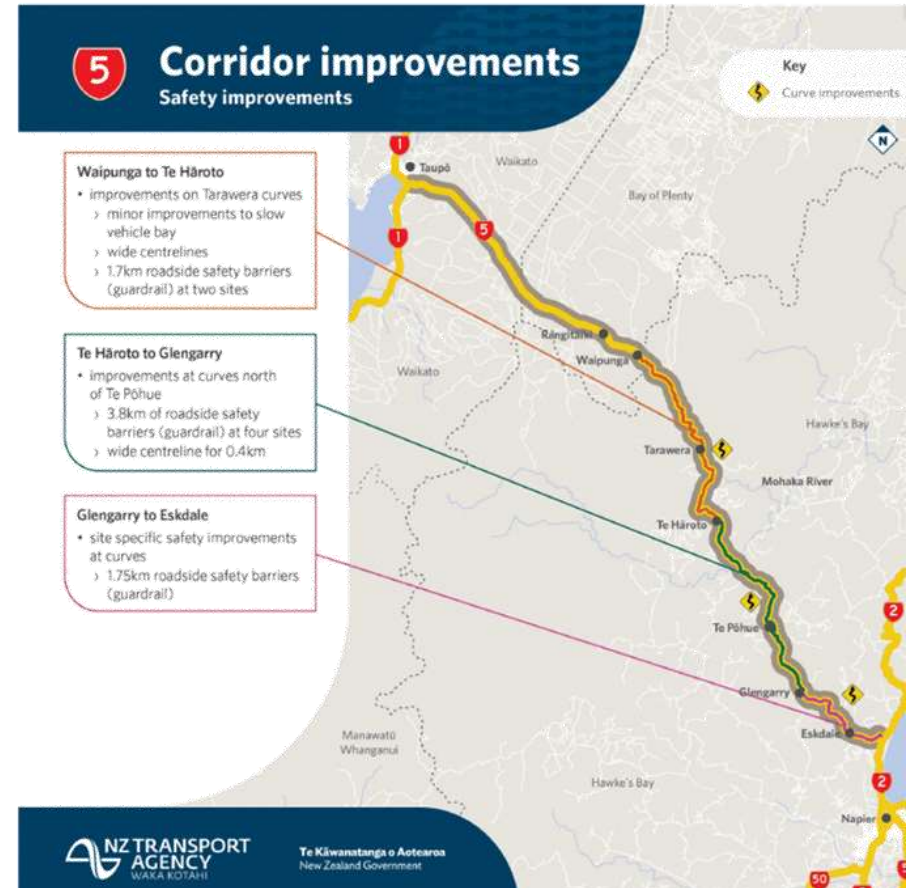 5
Corridor improvements
Safety improvements
Key
Curve improvements
N
Waipunga to Te Hāroto
• improvements on Tarawera curves
› minor improvements to slow
vehicle bay
› wide centrelines
› 1.7km roadside safety barriers
(guardrail) at two sites
Te Hāroto to Glengarry
• improvements at curves north
of Te Pōhue
› 3.8km of roadside safety
barriers (guardrail) at four sites
› wide centreline for 0.4km
Glengarry to Eskdale
• site specific safety improvements
at curves
› 1.75km roadside safety barriers
(guardrail)
1
Taupō
Waikato
Bay of Plenty
1
5
Rangitaiki
Waipunga
Waikato
Hawke's Bay
Tarawera
Mohaka River
Te Hāroto
2
Te Pōhue
Glengarry
Eskdale
Manawatū
Whanganui
Hawke's Bay
2
Napier
50
5
NZ TRANSPORT
AGENCY
WAKA KOTAHI
Te Kāwanatanga o Aotearoa
New Zealand Government